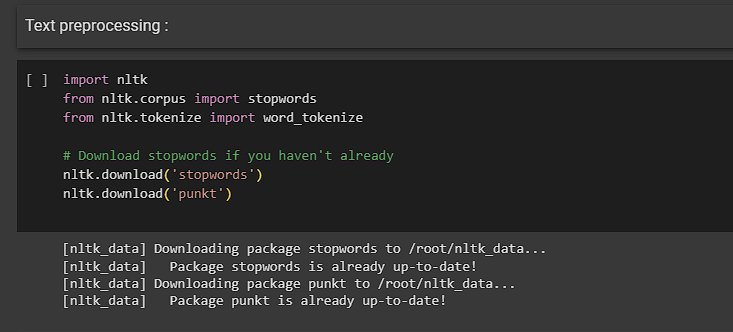 Text preprocessing :
[ ] import nltk
from nltk.corpus import stopwords
from nltk.tokenize import word_tokenize
# Download stopwords if you haven't already
nltk.download('stopwords')
nltk.download('punkt')
[nltk_data] Downloading package stopwords to /root/nltk_data...
[nltk_data]   Package stopwords is already up-to-date!
[nltk_data] Downloading package punkt to /root/nltk_data...
[nltk_data]   Package punkt is already up-to-date!